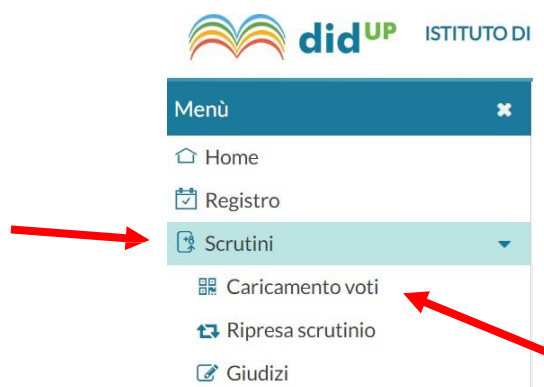 didUP ISTITUTO DI
Menù
Home
Registro
Scrutini
Caricamento voti
Ripresa scrutinio
Giudizi